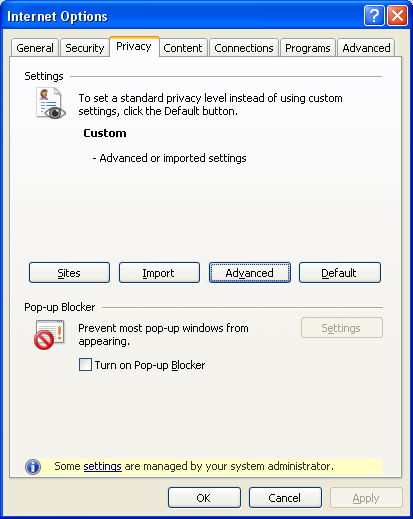 Internet Options
General Security Privacy Content Connections Programs Advanced
Settings
To set a standard privacy level instead of using custom
settings, click the Default button.
Custom
- Advanced or imported settings
Sites Import Advanced Default
Pop-up Blocker
Prevent most pop-up windows from
appearing.
Settings
Turn on Pop-up Blocker
Some settings are managed by your system administrator.
OK Cancel Apply